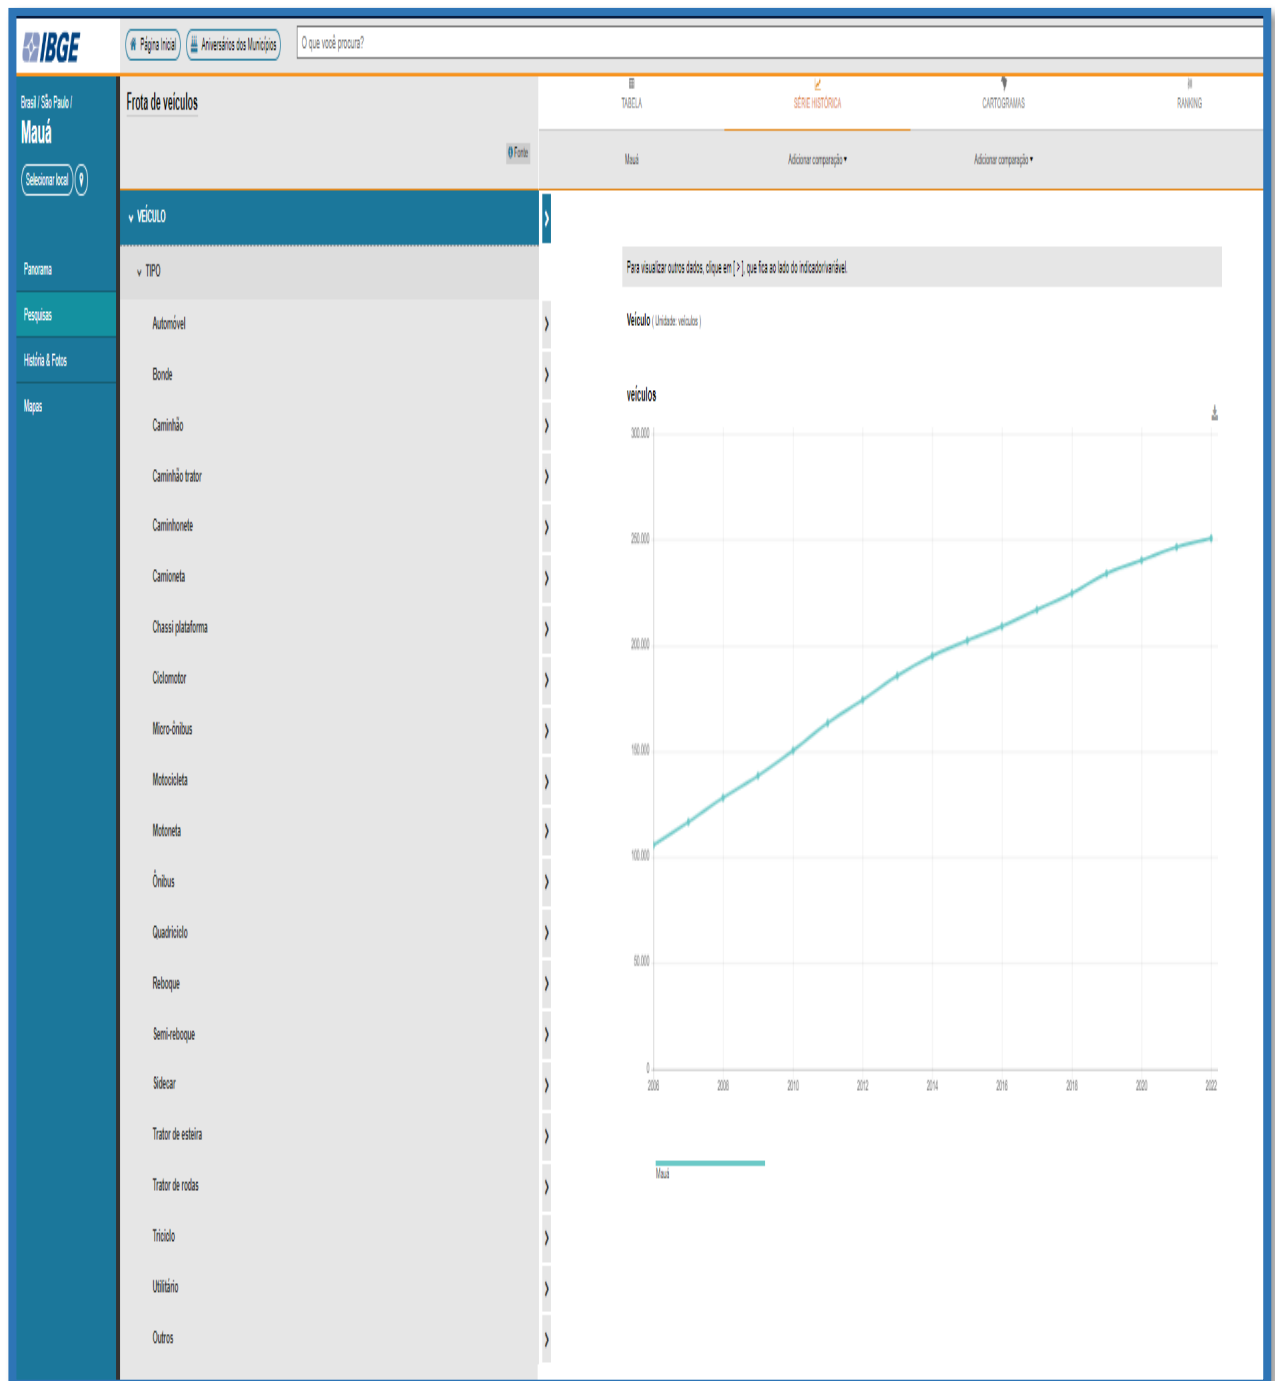 IBGE
Página Inicial
Aniversários dos Municípios
O que você procura?
Brasil / São Paulo /
Mauá
Selecionar local
Panorama
Pesquisas
História & Fotos
Mapas
Frota de veículos
Fonte
VEÍCULO
TIPO
Automóvel
Bonde
Caminhão
Caminhão trator
Caminhonete
Camioneta
Chassi plataforma
Ciclomotor
Micro-ônibus
Motocicleta
Motoneta
Ônibus
Quadriciclo
Reboque
Semi-reboque
Sidecar
Trator de esteira
Trator de rodas
Triciclo
Utilitário
Outros
TABELA
SÉRIE HISTÓRICA
CARTOGRAMAS
RANKING
Mauá
Adicionar comparação
Adicionar comparação
Para visualizar outros dados, clique em [ > ], que fica ao lado do indicador/variável.
Veículo ( Unidade: veículos )
veículos
300.000
250.000
200.000
150.000
100.000
50.000
0
2006 2008 2010 2012 2014 2016 2018 2020 2022
Mauá